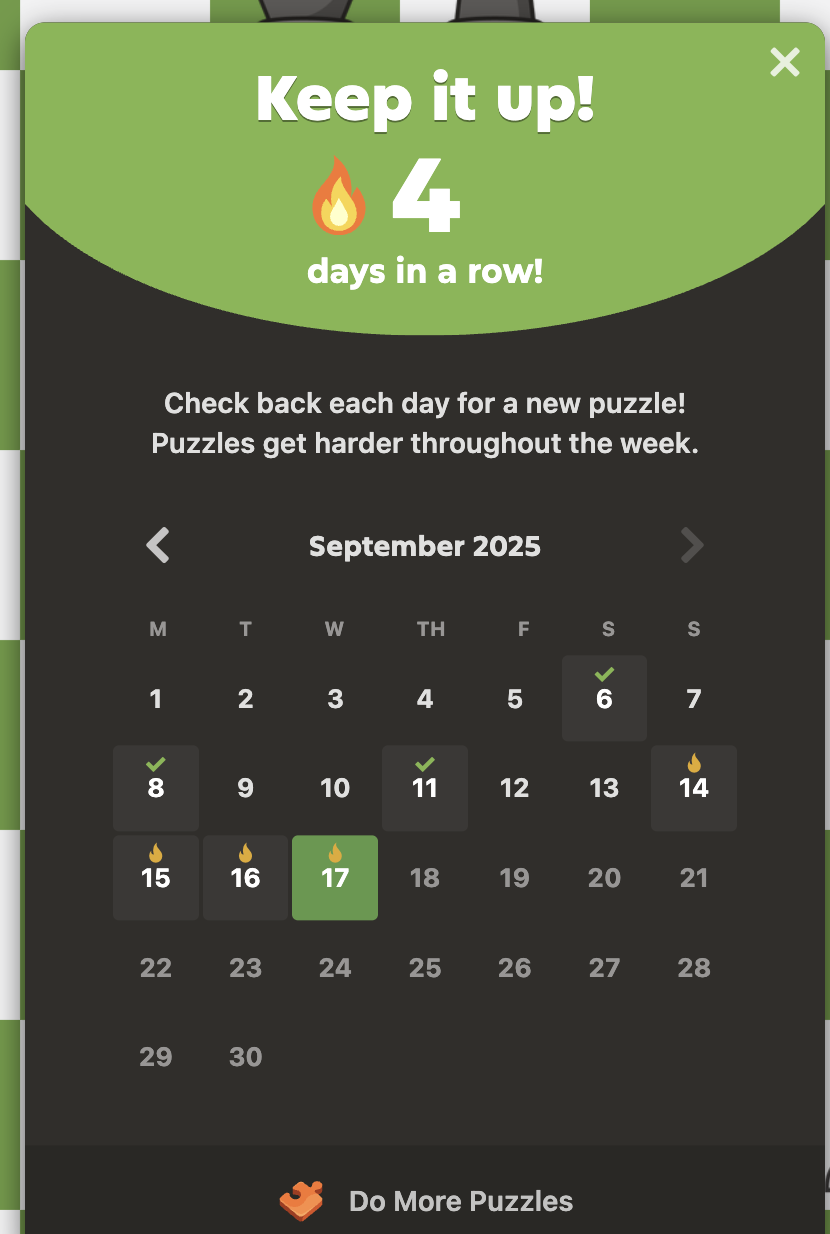 Keep it up!
4
days in a row!
Check back each day for a new puzzle!
Puzzles get harder throughout the week.
September 2025
M T W TH F S S
1 2 3 4 5 6 7
8 9 10 11 12 13 14
15 16 17 18 19 20 21
22 23 24 25 26 27 28
29 30
Do More Puzzles